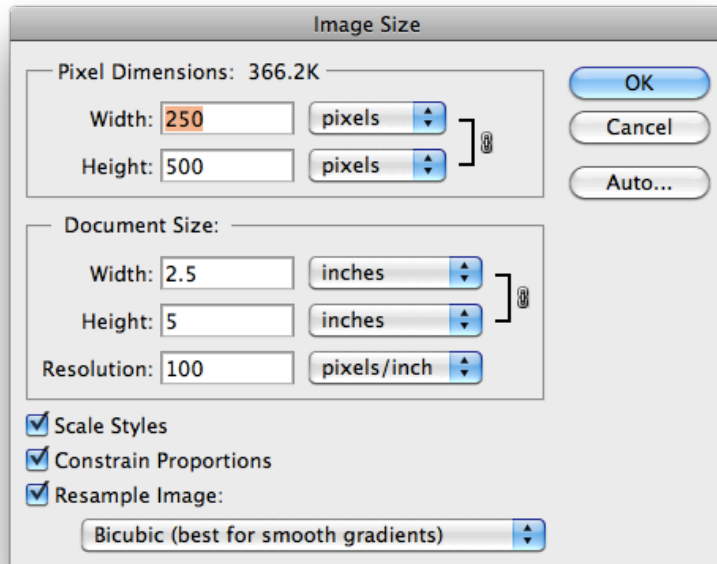 Image Size
Pixel Dimensions: 366.2K
OK
Width: 250 pixels
Cancel
Height: 500 pixels
Auto...
Document Size:
Width: 2.5 inches
Height: 5 inches
Resolution: 100 pixels/inch
Scale Styles
Constrain Proportions
Resample Image:
Bicubic (best for smooth gradients)